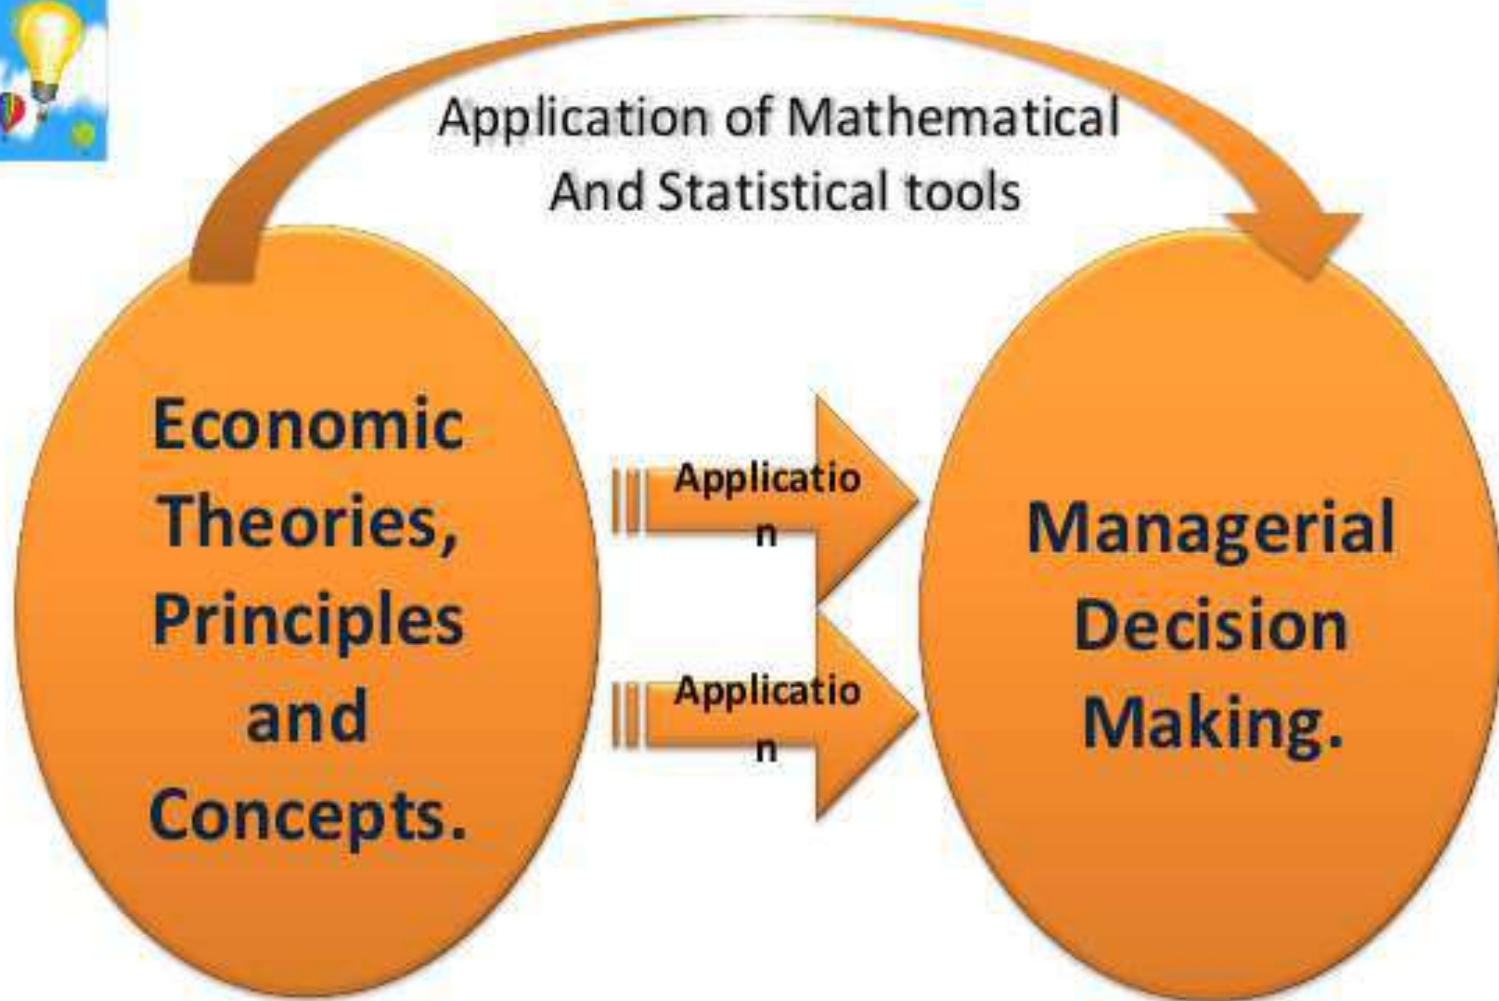 Application of Mathematical
And Statistical tools
Economic
Theories,
Principles
and
Concepts.
Applicatio
n
Applicatio
n
Managerial
Decision
Making.